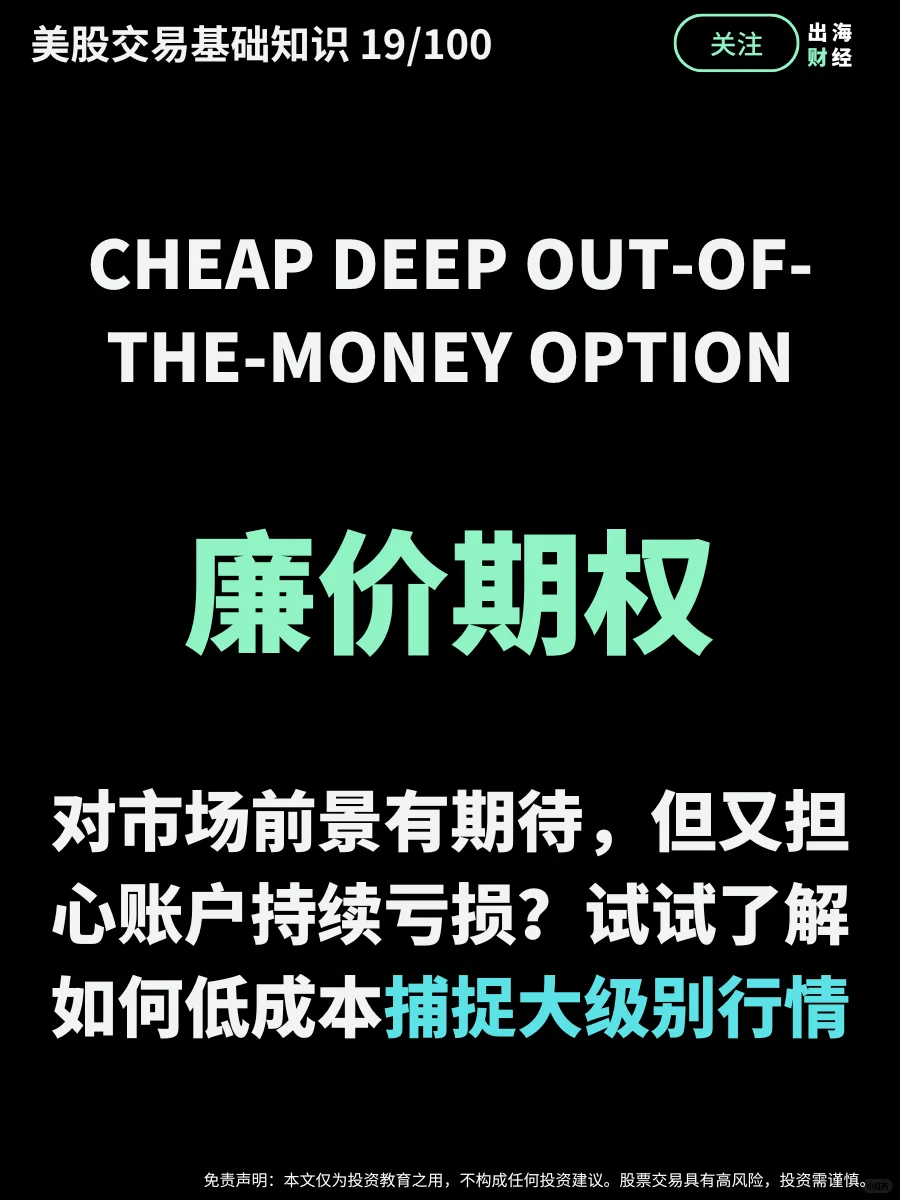 美股交易基础知识 19/100
关注
出海
财经
CHEAP DEEP OUT-OF-
THE-MONEY OPTION
廉价期权
对市场前景有期待，但又担
心账户持续亏损？试试了解
如何低成本捕捉大级别行情
免责声明：本文仅为投资教育之用，不构成任何投资建议。股票交易具有高风险，投资需谨慎。
小红书